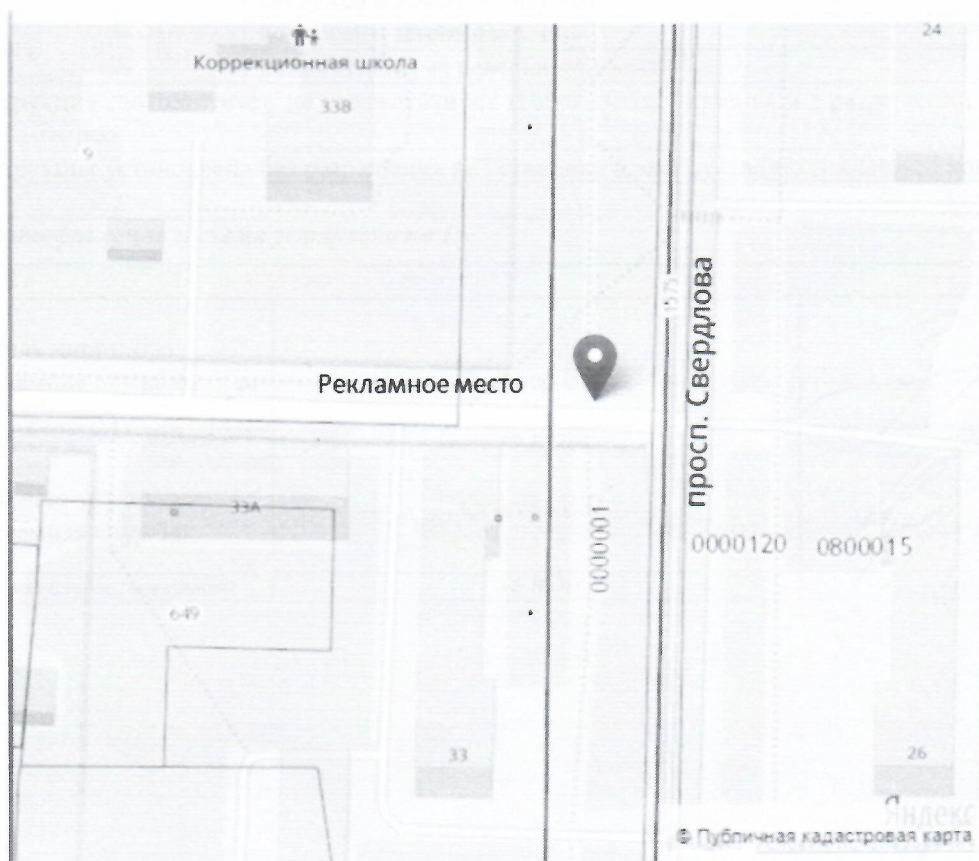 24
Коррекционная школа
33В
9
1575
просп. Свердлова
Рекламное место
33А
0000001
0000120 0800015
649
33
26
Яндекс
© Публичная кадастровая карта